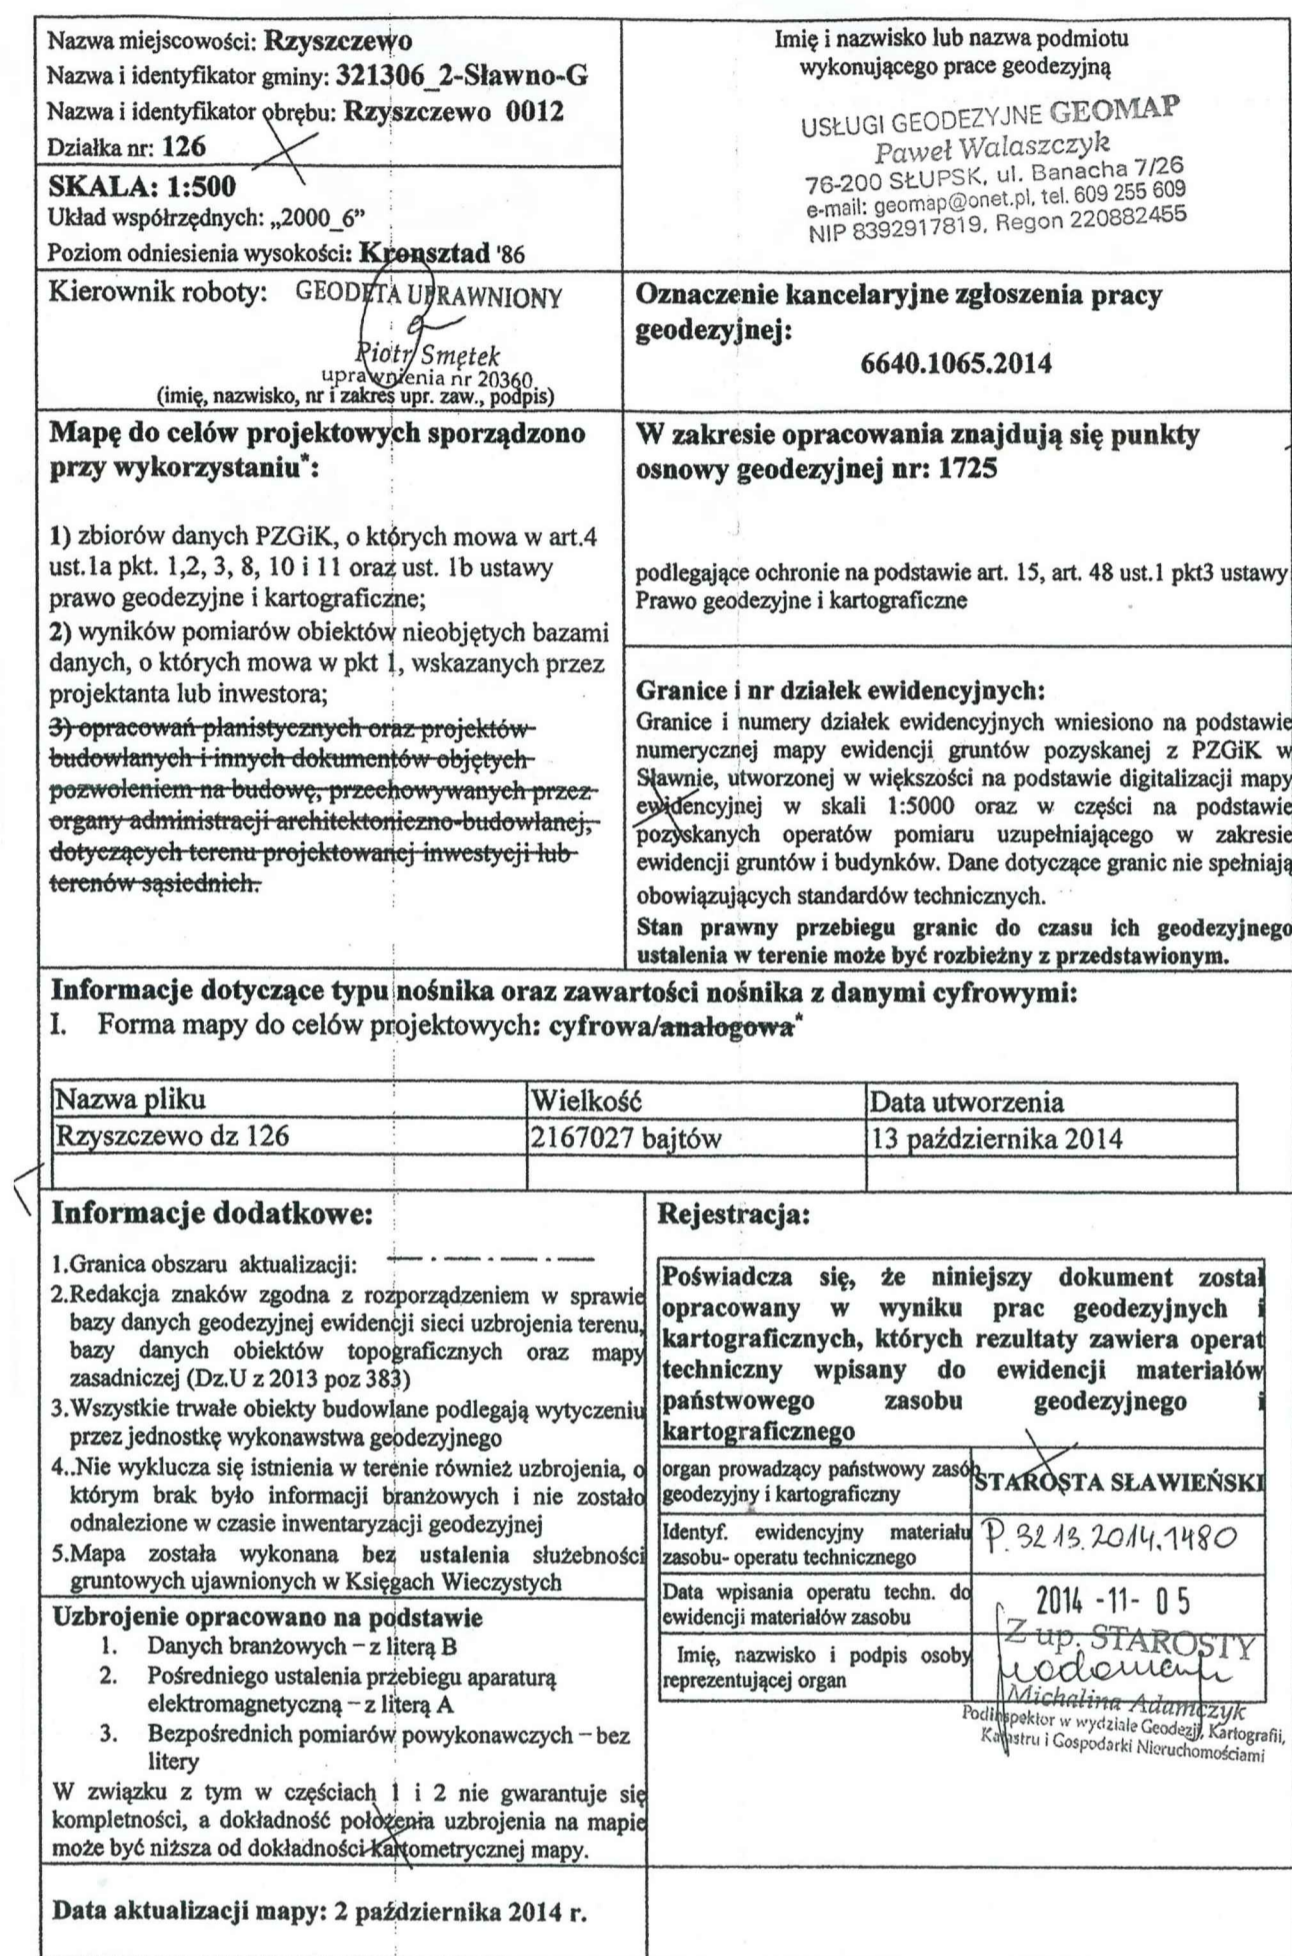 Nazwa miejscowości: Rzyszczewo
Nazwa i identyfikator gminy: 321306_2-Sławno-G
Nazwa i identyfikator obrębu: Rzyszczewo 0012
Działka nr: 126
SKALA: 1:500
Układ współrzędnych: „2000_6”
Poziom odniesienia wysokości: Kronsztad '86
Imię i nazwisko lub nazwa podmiotu
wykonującego prace geodezyjną
USŁUGI GEODEZYJNE GEOMAP
Paweł Walaszczyk
76-200 SŁUPSK, ul. Banacha 7/26
e-mail: geomap@onet.pl, tel. 609 255 609
NIP 8392917819, Regon 220882455
Kierownik roboty: GEODETA UPRAWNIONY
Piotr Smętek
uprawnienia nr 20360
(imię, nazwisko, nr i zakres upr. zaw., podpis)
Oznaczenie kancelaryjne zgłoszenia pracy
geodezyjnej:
6640.1065.2014
Mapę do celów projektowych sporządzono
przy wykorzystaniu*:
1) zbiorów danych PZGiK, o których mowa w art.4
ust.1a pkt. 1,2, 3, 8, 10 i 11 oraz ust. 1b ustawy
prawo geodezyjne i kartograficzne;
2) wyników pomiarów obiektów nieobjętych bazami
danych, o których mowa w pkt 1, wskazanych przez
projektanta lub inwestora;
3) opracowań planistycznych oraz projektów
budowlanych i innych dokumentów objętych
pozwoleniem na budowę, przechowywanych przez
organy administracji architektoniczno-budowlanej,
dotyczących terenu projektowanej inwestycji lub
terenów sąsiednich.
W zakresie opracowania znajdują się punkty
osnowy geodezyjnej nr: 1725
podlegające ochronie na podstawie art. 15, art. 48 ust.1 pkt3 ustawy
Prawo geodezyjne i kartograficzne
Granice i nr działek ewidencyjnych:
Granice i numery działek ewidencyjnych wniesiono na podstawie
numerycznej mapy ewidencji gruntów pozyskanej z PZGiK w
Sławnie, utworzonej w większości na podstawie digitalizacji mapy
ewidencyjnej w skali 1:5000 oraz w części na podstawie
pozyskanych operatów pomiaru uzupełniającego w zakresie
ewidencji gruntów i budynków. Dane dotyczące granic nie spełniają
obowiązujących standardów technicznych.
Stan prawny przebiegu granic do czasu ich geodezyjnego
ustalenia w terenie może być rozbieżny z przedstawionym.
Informacje dotyczące typu nośnika oraz zawartości nośnika z danymi cyfrowymi:
I. Forma mapy do celów projektowych: cyfrowa/analogowa*
Nazwa pliku Wielkość Data utworzenia
Rzyszczewo dz 126 2167027 bajtów 13 października 2014
Informacje dodatkowe:
1.Granica obszaru aktualizacji:
2.Redakcja znaków zgodna z rozporządzeniem w sprawie
bazy danych geodezyjnej ewidencji sieci uzbrojenia terenu,
bazy danych obiektów topograficznych oraz mapy
zasadniczej (Dz.U z 2013 poz 383)
3.Wszystkie trwałe obiekty budowlane podlegają wytyczeniu
przez jednostkę wykonawstwa geodezyjnego
4..Nie wyklucza się istnienia w terenie również uzbrojenia, o
którym brak było informacji branżowych i nie zostało
odnalezione w czasie inwentaryzacji geodezyjnej
5.Mapa została wykonana bez ustalenia służebności
gruntowych ujawnionych w Księgach Wieczystych
Uzbrojenie opracowano na podstawie
1. Danych branżowych – z literą B
2. Pośredniego ustalenia przebiegu aparaturą
elektromagnetyczną – z literą A
3. Bezpośrednich pomiarów powykonawczych – bez
litery
W związku z tym w częściach 1 i 2 nie gwarantuje się
kompletności, a dokładność położenia uzbrojenia na mapie
może być niższa od dokładności kartometrycznej mapy.
Data aktualizacji mapy: 2 października 2014 r.
Rejestracja:
Poświadcza się, że niniejszy dokument został
opracowany w wyniku prac geodezyjnych i
kartograficznych, których rezultaty zawiera operat
techniczny wpisany do ewidencji materiałów
państwowego zasobu geodezyjnego i
kartograficznego
organ prowadzący państwowy zasób
geodezyjny i kartograficzny
STAROSTA SŁAWIEŃSKI
Identyf. ewidencyjny materiału
zasobu- operatu technicznego
P.3213.2014.1480
Data wpisania operatu techn. do
ewidencji materiałów zasobu
2014 -11- 05
Imię, nazwisko i podpis osoby
reprezentującej organ
Z up. STAROSTY
Michalina Adamczyk
Podinspektor w wydziale Geodezji, Kartografii,
Katastru i Gospodarki Nieruchomościami